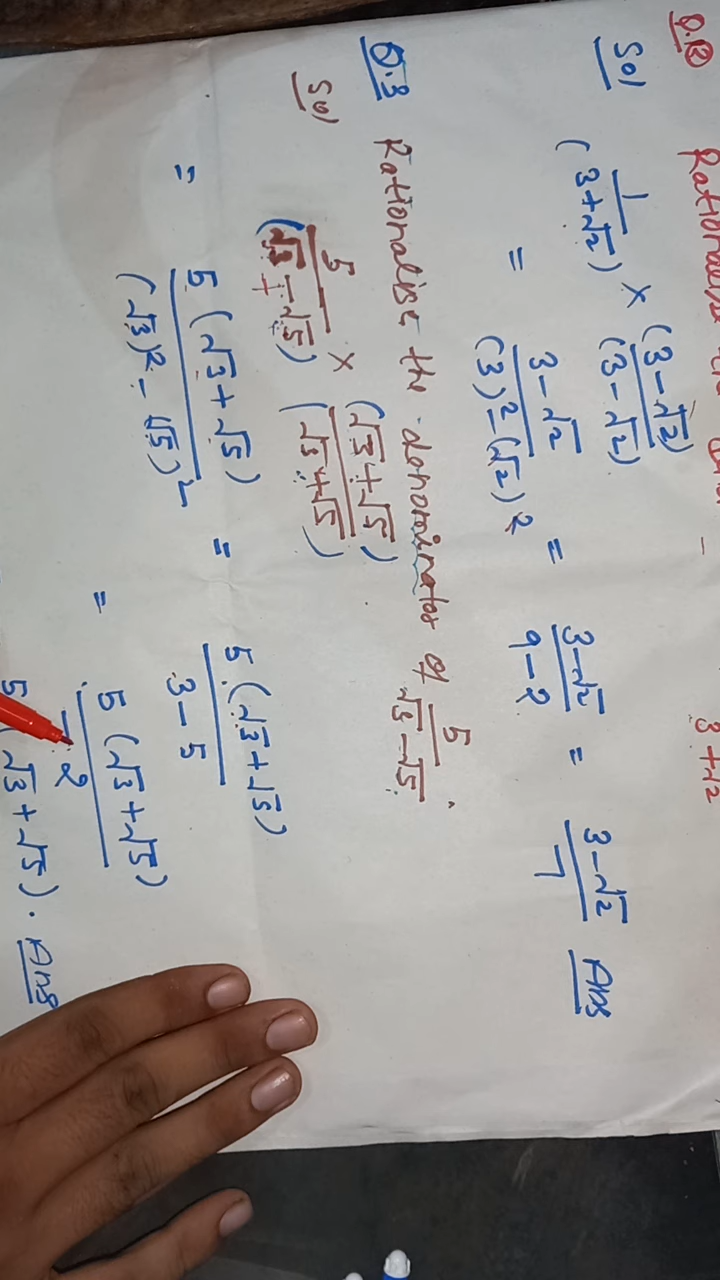 Q.2 Rationalise the
3+√2
Sol 1/(3+√2) × (3-√2)/(3-√2)
= 3-√2/(3)²-(√2)² = 3-√2/9-2 = 3-√2/7 Ans
Q.3 Rationalise the denominator of 5/√3-√5.
Sol 5/(√3-√5) × (√3+√5)/(√3+√5)
= 5(√3+√5)/(√3)²-(√5)² = 5(√3+√5)/3-5
= 5(√3+√5)/-2
5(√3+√5). Ans